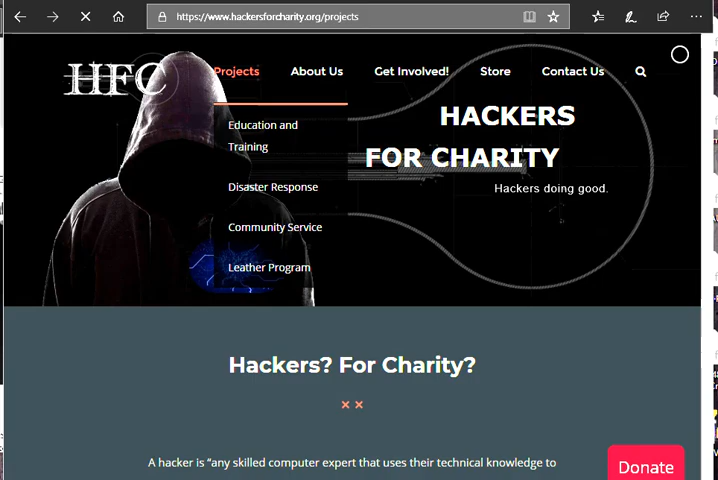 https://www.hackersforcharity.org/projects
HFC
Projects
About Us
Get Involved!
Store
Contact Us
Education and
Training
Disaster Response
Community Service
Leather Program
HACKERS
FOR CHARITY
Hackers doing good.
Hackers? For Charity?
A hacker is “any skilled computer expert that uses their technical knowledge to
Donate